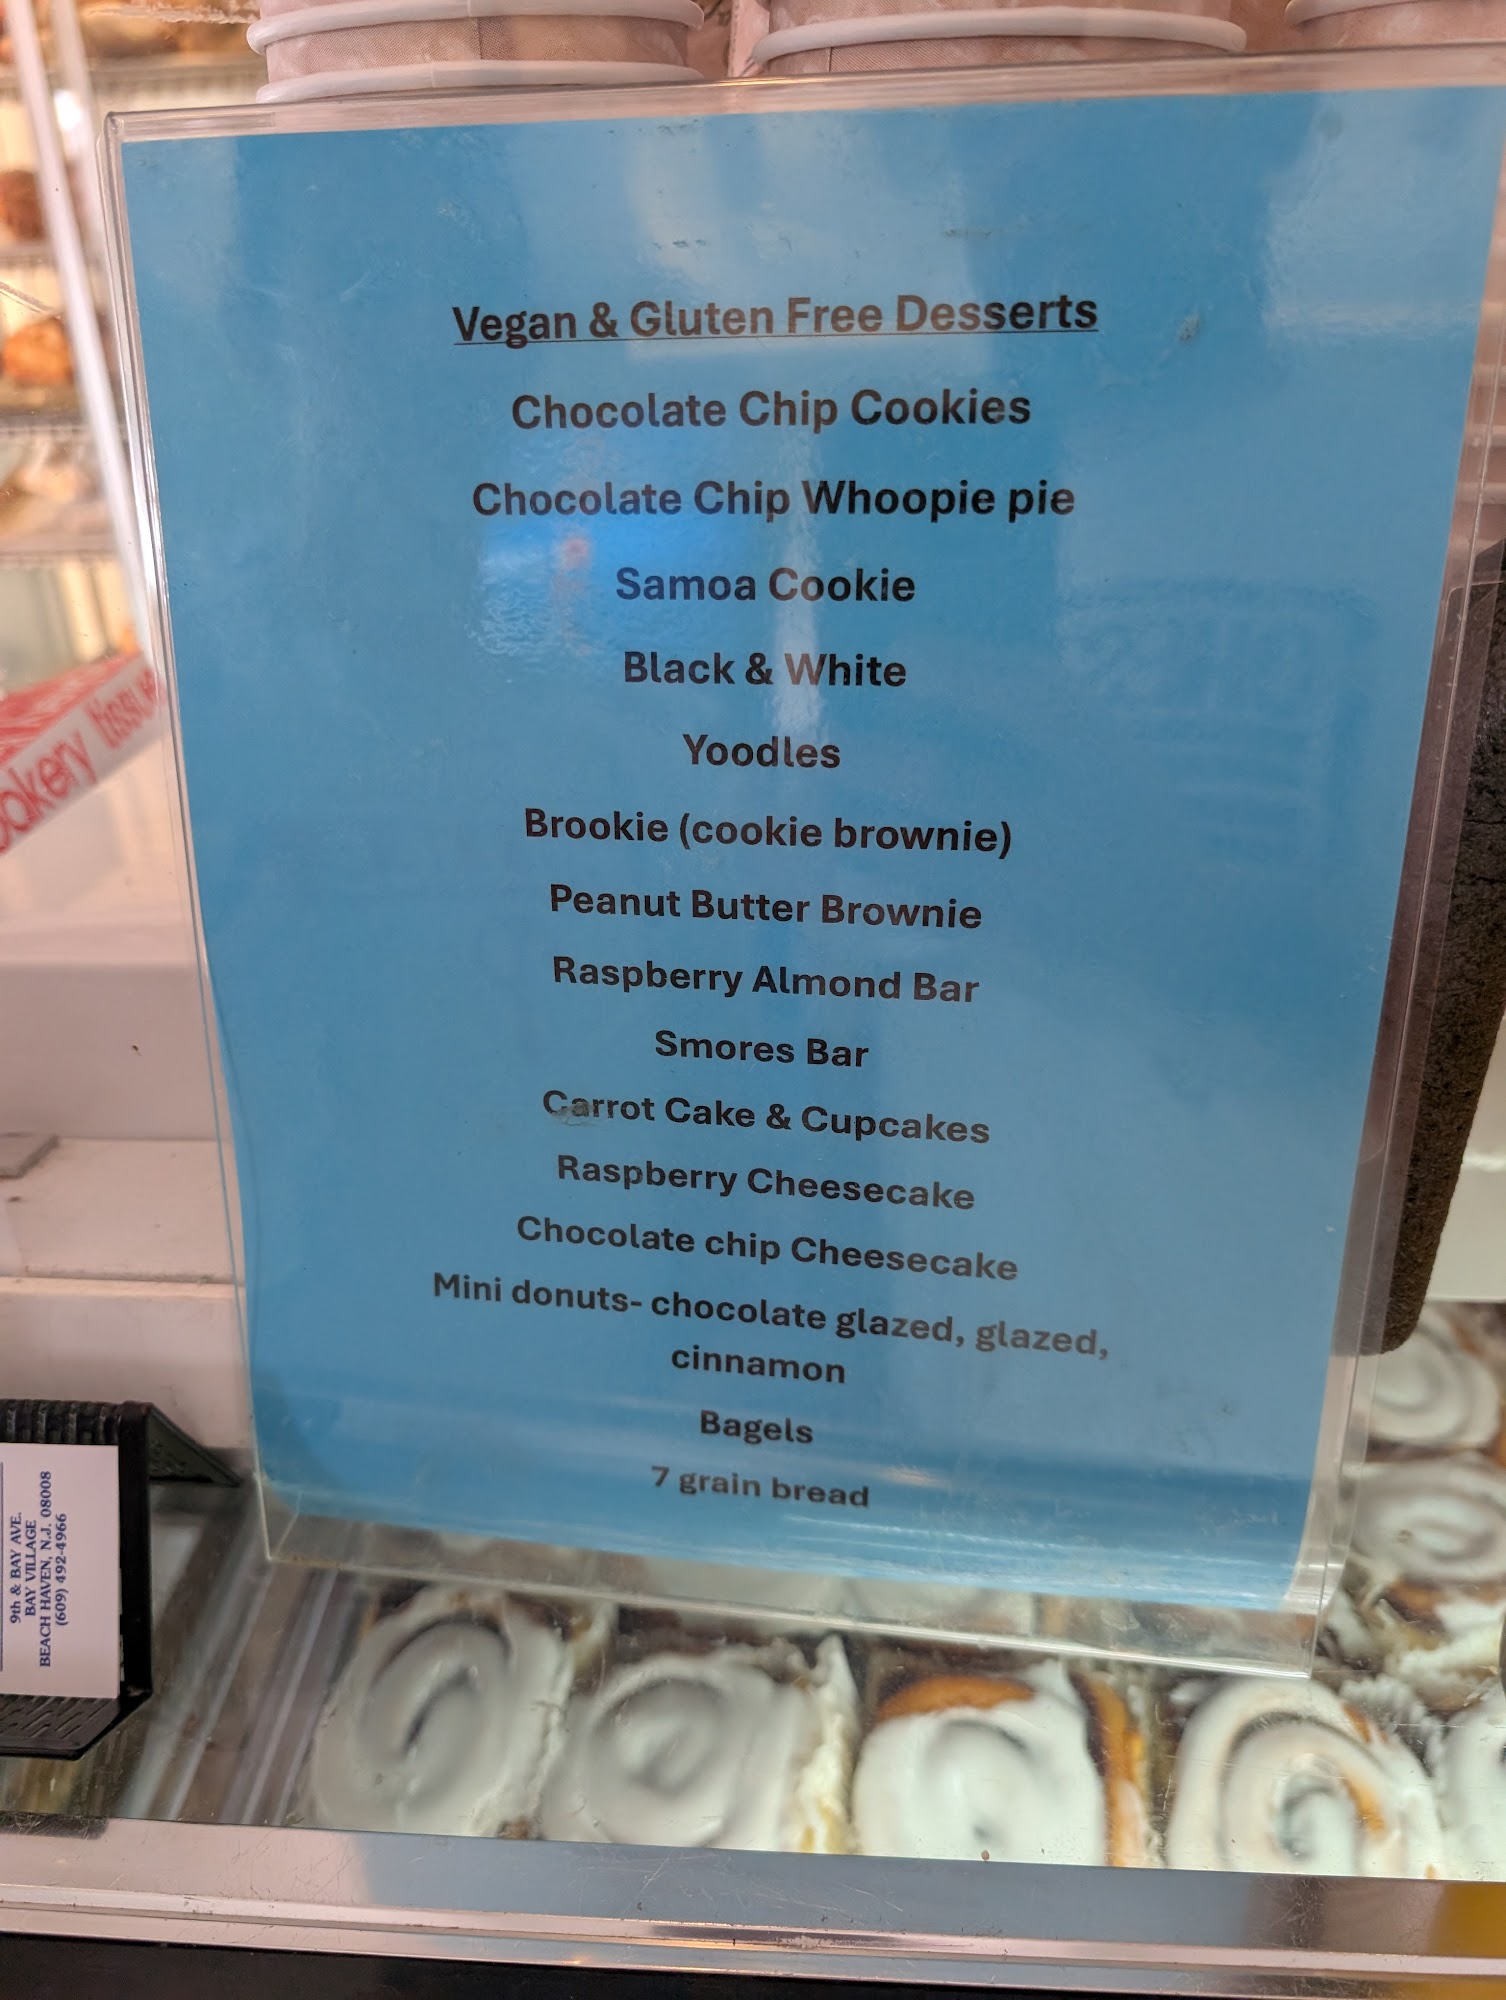 Vegan & Gluten Free Desserts
Chocolate Chip Cookies
Chocolate Chip Whoopie pie
Samoa Cookie
Black & White
Yoodles
Brookie (cookie brownie)
Peanut Butter Brownie
Raspberry Almond Bar
Smores Bar
Carrot Cake & Cupcakes
Raspberry Cheesecake
Chocolate chip Cheesecake
Mini donuts- chocolate glazed, glazed,
cinnamon
Bagels
7 grain bread
bakery tissue
9th & BAY AVE.
BAY VILLAGE
BEACH HAVEN, N.J. 08008
(609) 492-4966